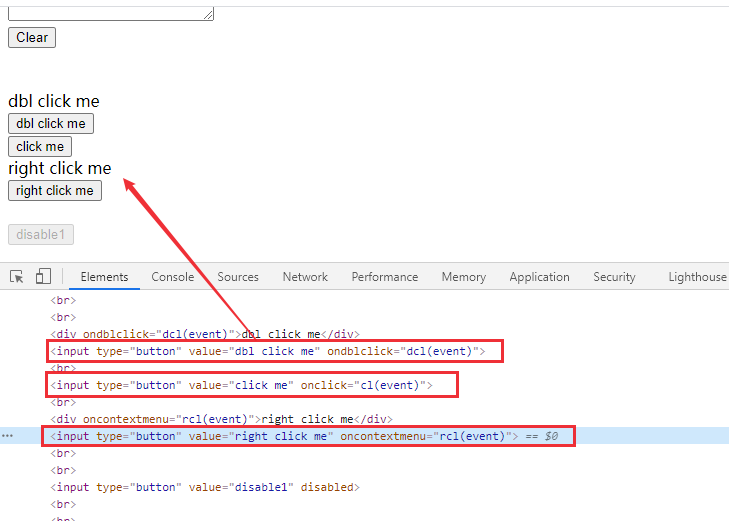 Clear
dbl click me
dbl click me
click me
right click me
right click me
disable1
Elements Console Sources Network Performance Memory Application Security Lighthouse
<br>
<br>
<div ondblclick="dcl(event)">dbl click me</div>
<input type="button" value="dbl click me" ondblclick="dcl(event)">
<br>
<input type="button" value="click me" onclick="cl(event)">
<br>
<div oncontextmenu="rcl(event)">right click me</div>
<input type="button" value="right click me" oncontextmenu="rcl(event)"> == $0
<br>
<br>
<input type="button" value="disable1" disabled>
<br>
<br>